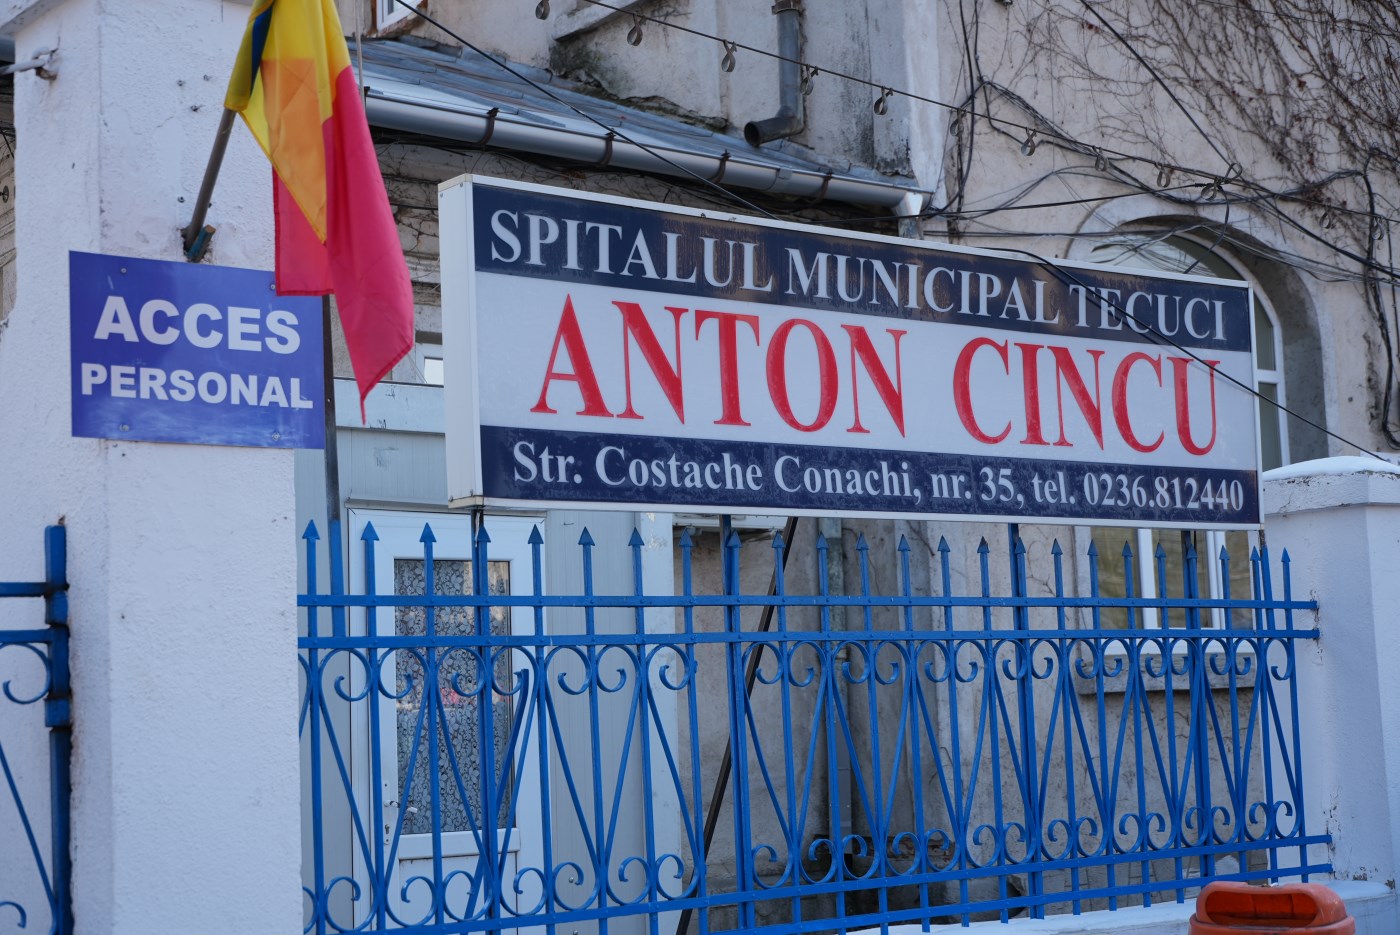 ACCES
PERSONAL
SPITALUL MUNICIPAL TECUCI
ANTON CINCU
Str. Costache Conachi, nr. 35, tel. 0236.812440